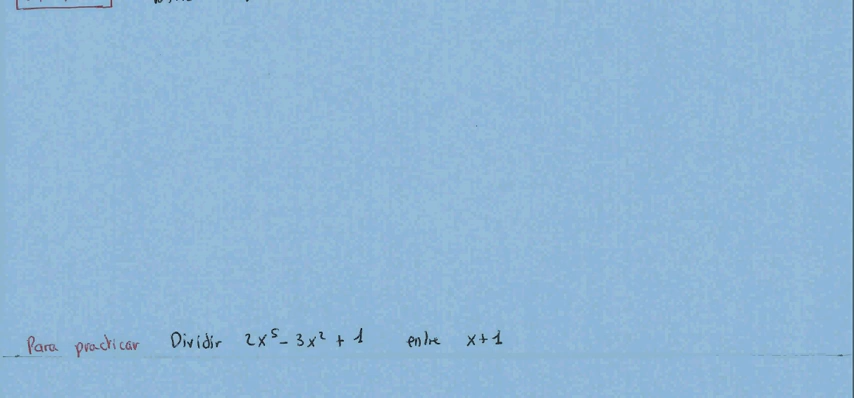 Para practicar Dividir 2x⁵ - 3x² + 1 entre x+1